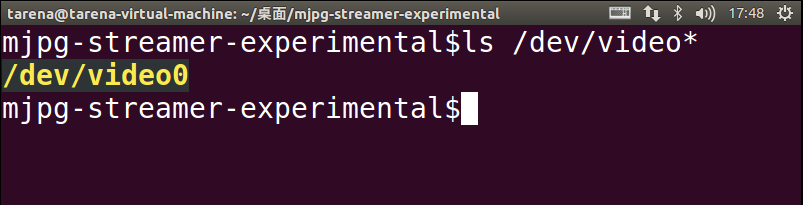 tarena@tarena-virtual-machine: ~/桌面/mjpg-streamer-experimental 17:48
mjpg-streamer-experimental$ls /dev/video*
/dev/video0
mjpg-streamer-experimental$